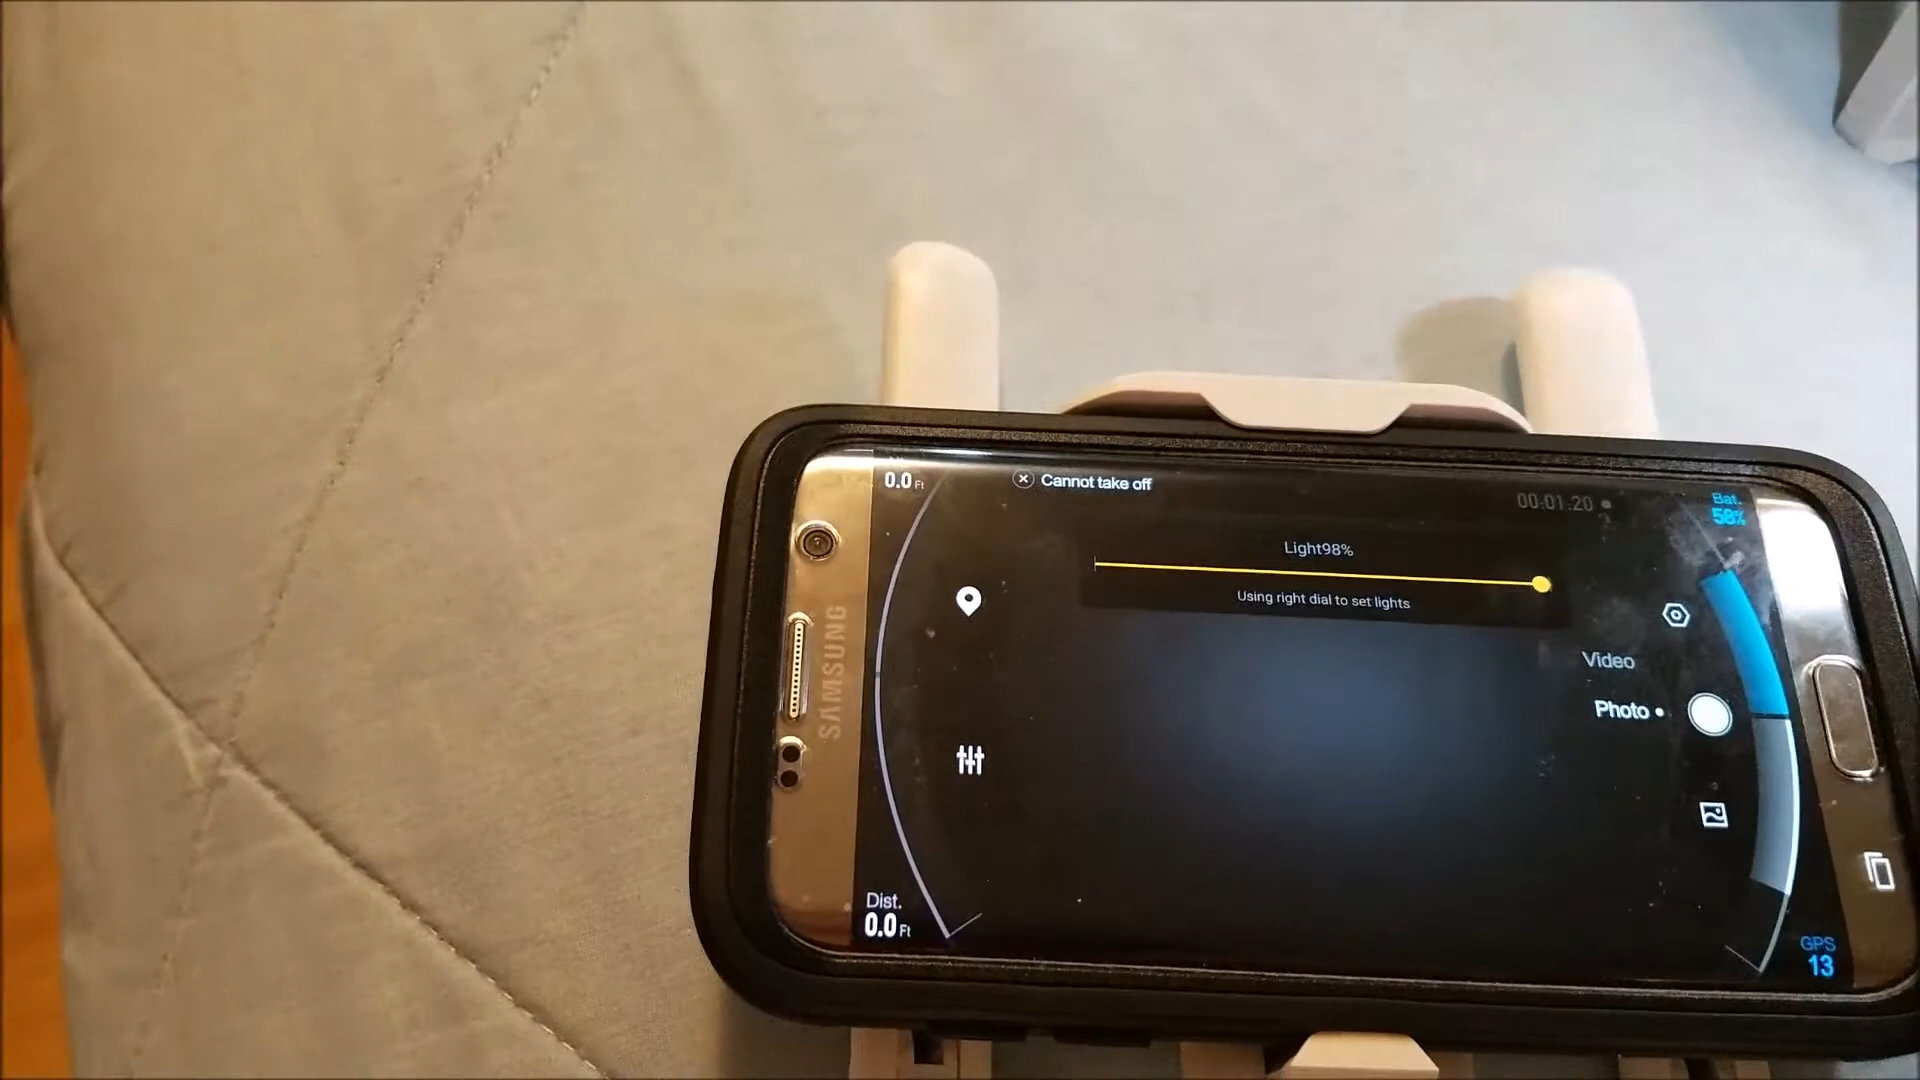 0.0 Ft
Cannot take off
00:01:20
Bat.
50%
Light98%
Using right dial to set lights
SAMSUNG
Video
Photo
Dist.
0.0 Ft
GPS
13